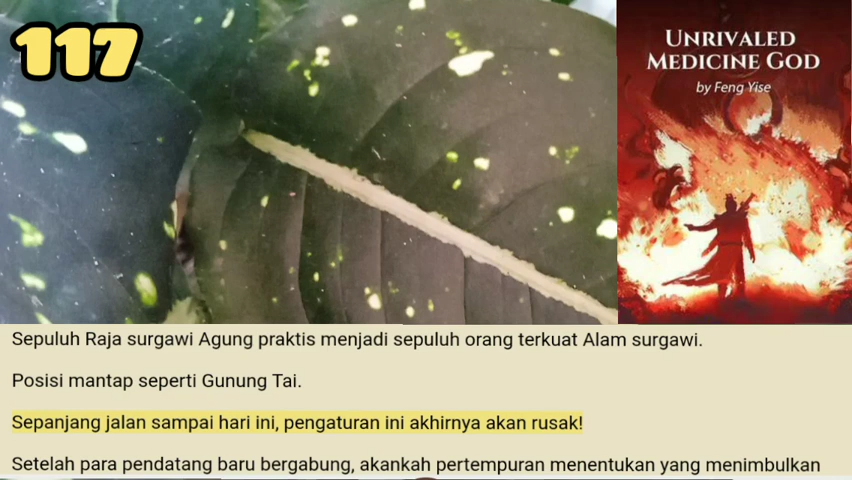 117
UNRIVALED
MEDICINE GOD
by Feng Yise
Sepuluh Raja surgawi Agung praktis menjadi sepuluh orang terkuat Alam surgawi.
Posisi mantap seperti Gunung Tai.
Sepanjang jalan sampai hari ini, pengaturan ini akhirnya akan rusak!
Setelah para pendatang baru bergabung, akankah pertempuran menentukan yang menimbulkan